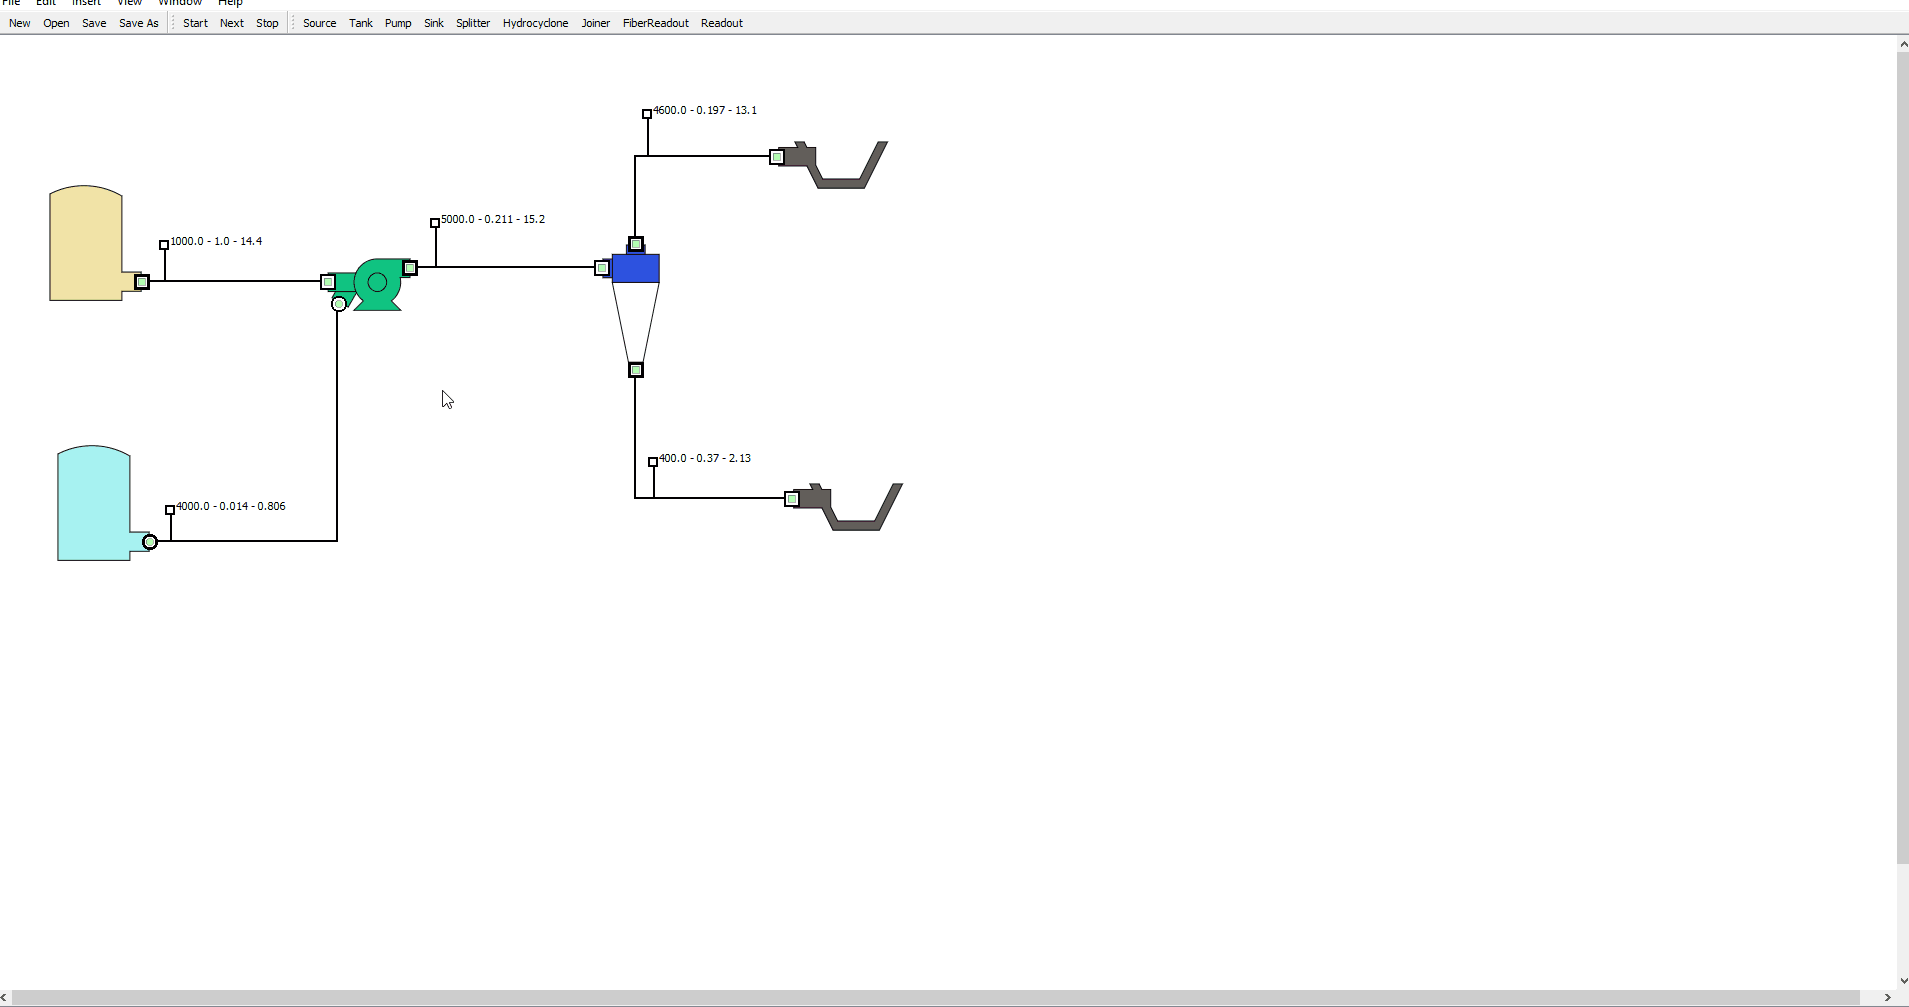 File Edit Insert View Window Help
New Open Save Save As Start Next Stop Source Tank Pump Sink Splitter Hydrocyclone Joiner FiberReadout Readout
4600.0 - 0.197 - 13.1
5000.0 - 0.211 - 15.2
1000.0 - 1.0 - 14.4
400.0 - 0.37 - 2.13
4000.0 - 0.014 - 0.806